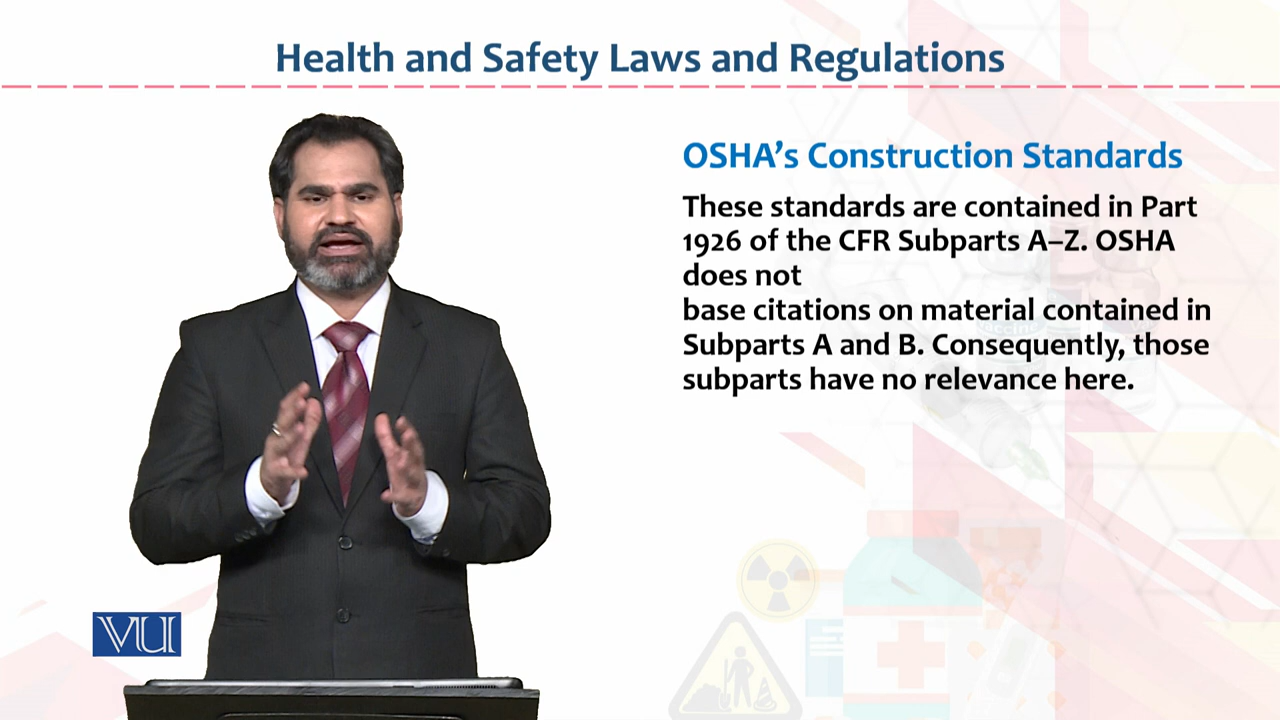 Health and Safety Laws and Regulations
OSHA’s Construction Standards
These standards are contained in Part
1926 of the CFR Subparts A–Z. OSHA
does not
base citations on material contained in
Subparts A and B. Consequently, those
subparts have no relevance here.
VU